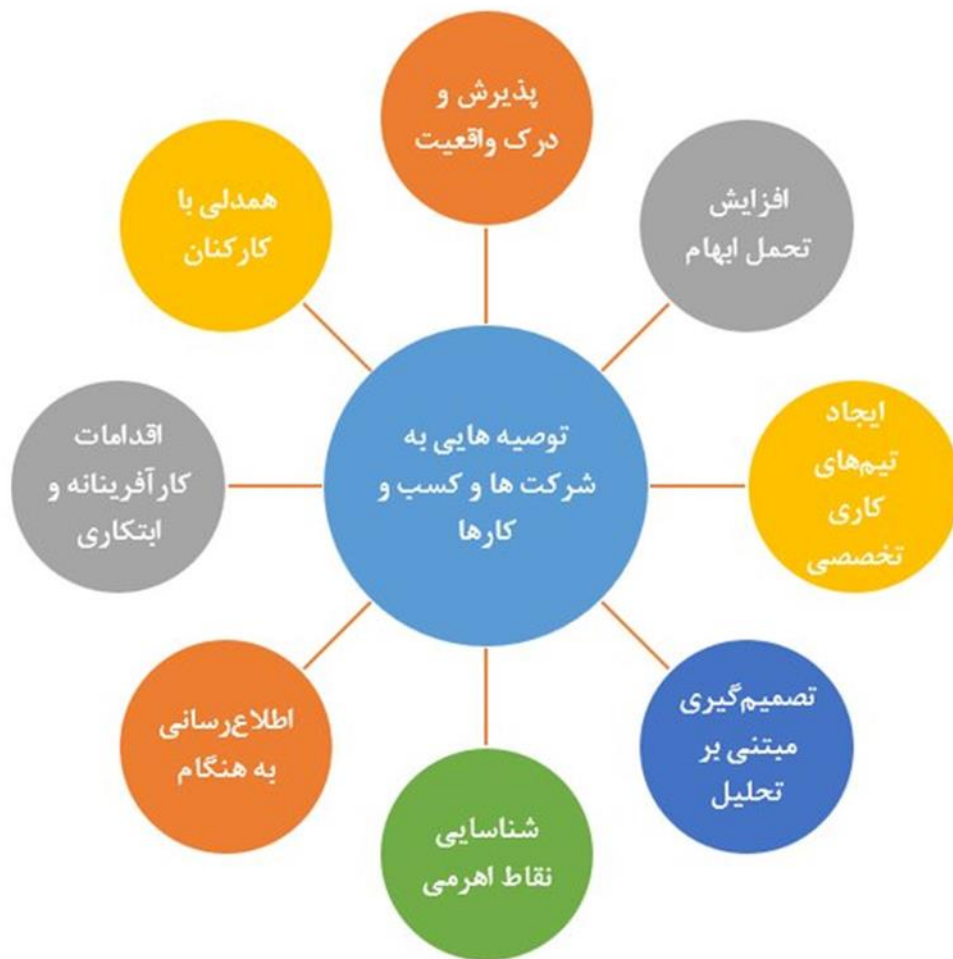 پذیرش و
درک واقعیت
افزایش
تحمل ابهام
ایجاد
تیم‌های
کاری
تخصصی
تصمیم‌گیری
مبتنی بر
تحلیل
شناسایی
نقاط اهرمی
اطلاع‌رسانی
به هنگام
اقدامات
کارآفرینانه و
ابتکاری
همدلی با
کارکنان
توصیه هایی به
شرکت ها و کسب و
کارها